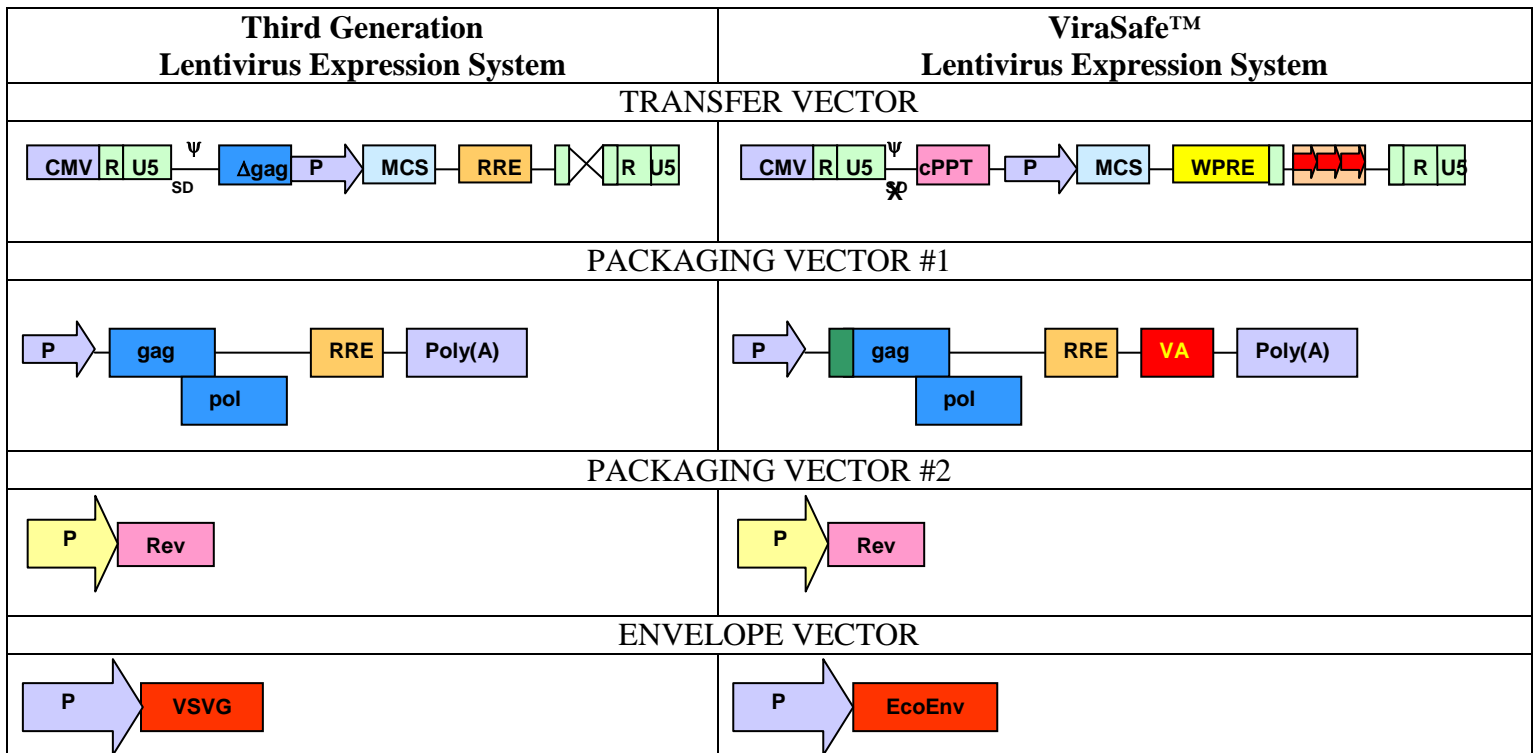 Third Generation
Lentivirus Expression System
ViraSafe™
Lentivirus Expression System
TRANSFER VECTOR
CMV R U5 ψ SD Δgag P MCS RRE R U5
CMV R U5 ψ SD X cPPT P MCS WPRE R U5
PACKAGING VECTOR #1
P gag pol RRE Poly(A)
P gag pol RRE VA Poly(A)
PACKAGING VECTOR #2
P Rev
P Rev
ENVELOPE VECTOR
P VSVG
P EcoEnv